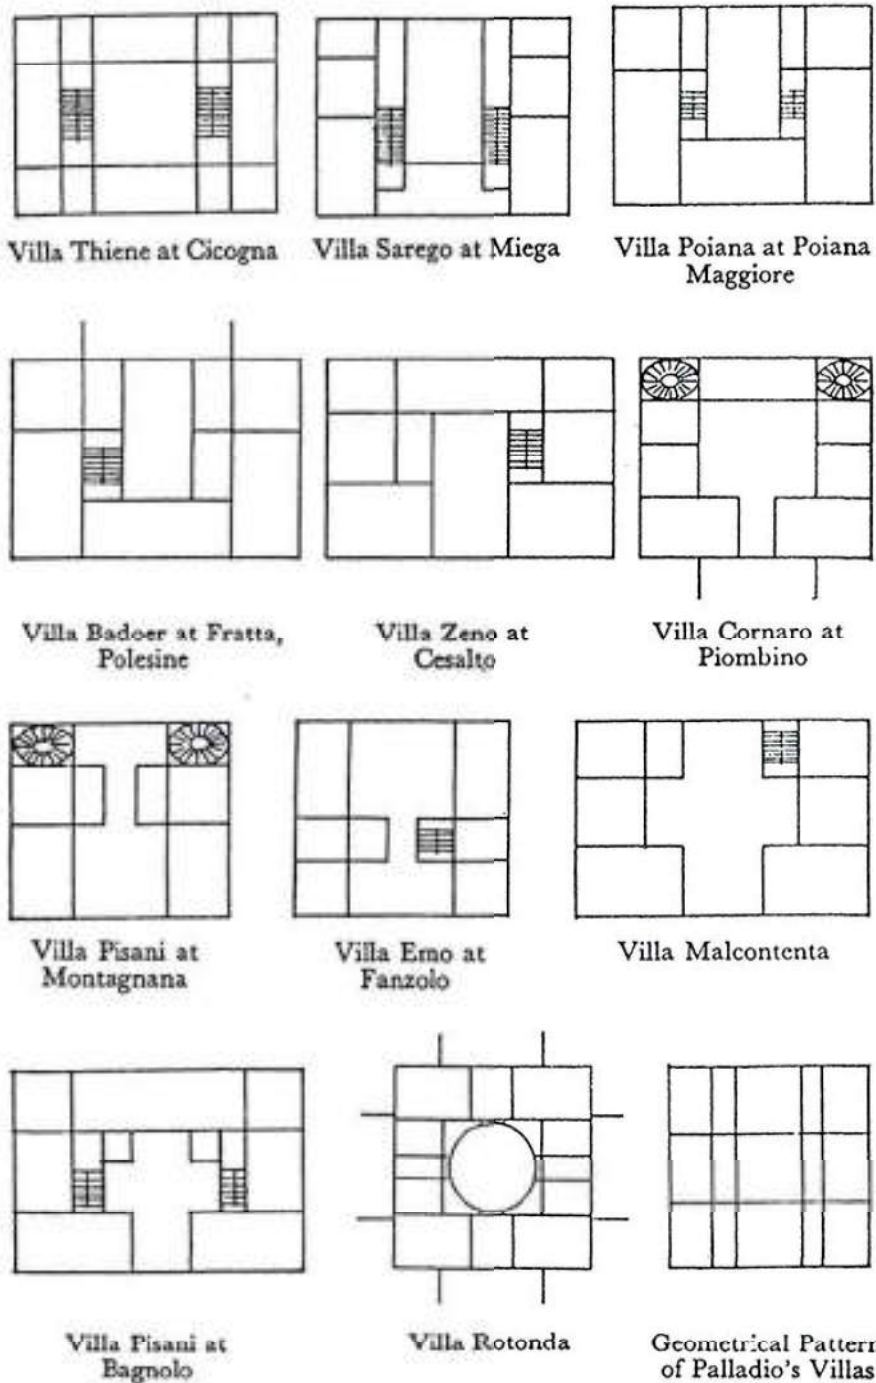 Villa Thiene at Cicogna
Villa Sarego at Miega
Villa Poiana at Poiana
Maggiore
Villa Badoer at Fratta,
Polesine
Villa Zeno at
Cesalto
Villa Cornaro at
Piombino
Villa Pisani at
Montagnana
Villa Emo at
Fanzolo
Villa Malcontenta
Villa Pisani at
Bagnolo
Villa Rotonda
Geometrical Pattern
of Palladio's Villas